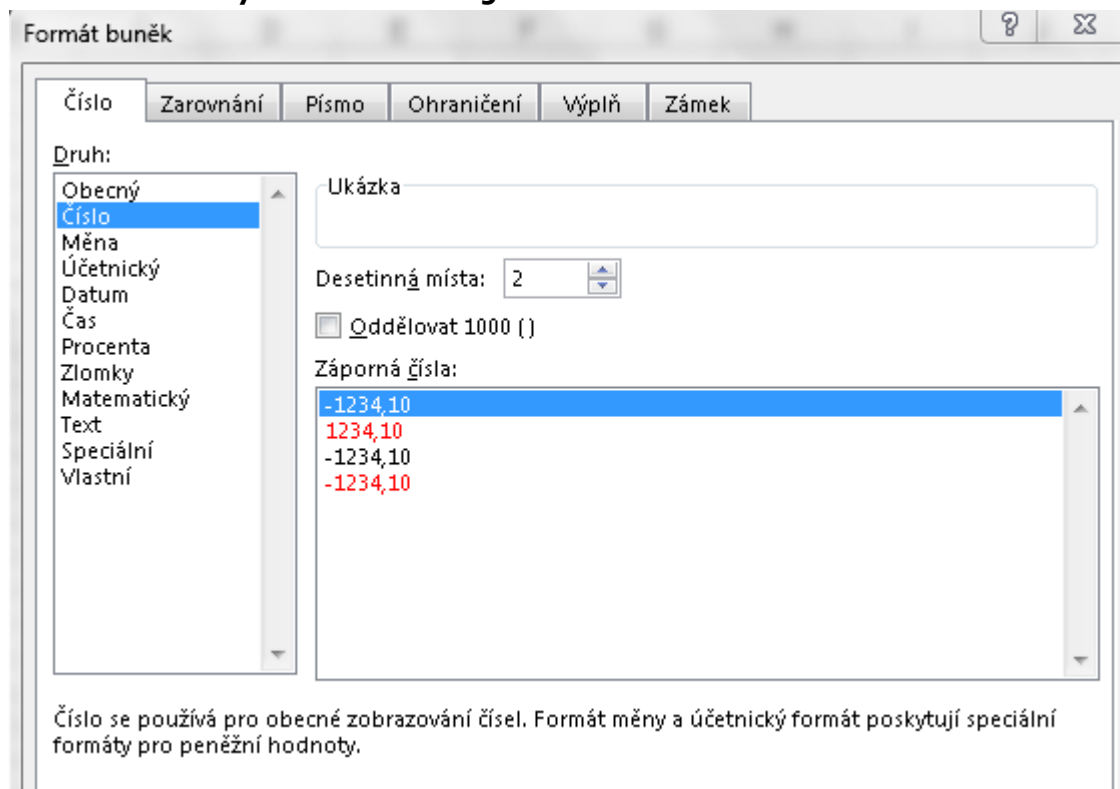 Formát buněk
Číslo
Zarovnání
Písmo
Ohraničení
Výplň
Zámek
Druh:
Obecný
Číslo
Měna
Účetnický
Datum
Čas
Procenta
Zlomky
Matematický
Text
Speciální
Vlastní
Ukázka
Desetinná místa: 2
Oddělovat 1000 ( )
Záporná čísla:
-1234,10
1234,10
-1234,10
-1234,10
Číslo se používá pro obecné zobrazování čísel. Formát měny a účetnický formát poskytují speciální
formáty pro peněžní hodnoty.